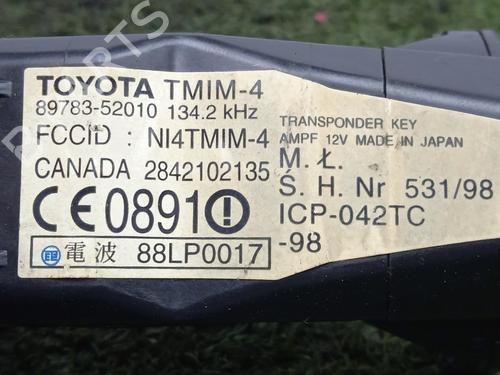 TOYOTA TMIM-4
89783-52010 134.2 kHz
FCCID : NI4TMIM-4
CANADA 2842102135
CE0891
電波 88LP0017
TRANSPONDER KEY
AMPF 12V MADE IN JAPAN
M.Ł.
Ś. H. Nr 531/98
ICP-042TC
-98